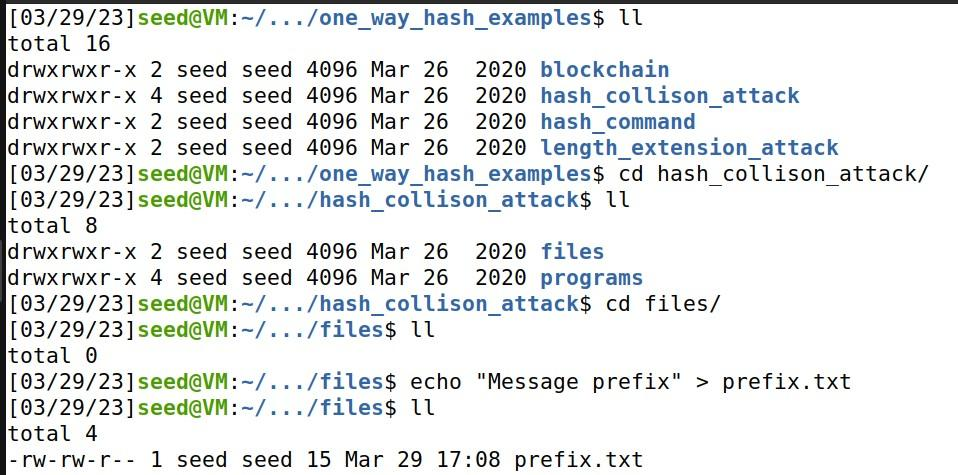 [03/29/23]seed@VM:~/.../one_way_hash_examples$ ll
total 16
drwxrwxr-x 2 seed seed 4096 Mar 26  2020 blockchain
drwxrwxr-x 4 seed seed 4096 Mar 26  2020 hash_collison_attack
drwxrwxr-x 2 seed seed 4096 Mar 26  2020 hash_command
drwxrwxr-x 2 seed seed 4096 Mar 26  2020 length_extension_attack
[03/29/23]seed@VM:~/.../one_way_hash_examples$ cd hash_collison_attack/
[03/29/23]seed@VM:~/.../hash_collison_attack$ ll
total 8
drwxrwxr-x 2 seed seed 4096 Mar 26  2020 files
drwxrwxr-x 4 seed seed 4096 Mar 26  2020 programs
[03/29/23]seed@VM:~/.../hash_collison_attack$ cd files/
[03/29/23]seed@VM:~/.../files$ ll
total 0
[03/29/23]seed@VM:~/.../files$ echo "Message prefix" > prefix.txt
[03/29/23]seed@VM:~/.../files$ ll
total 4
-rw-rw-r-- 1 seed seed 15 Mar 29 17:08 prefix.txt